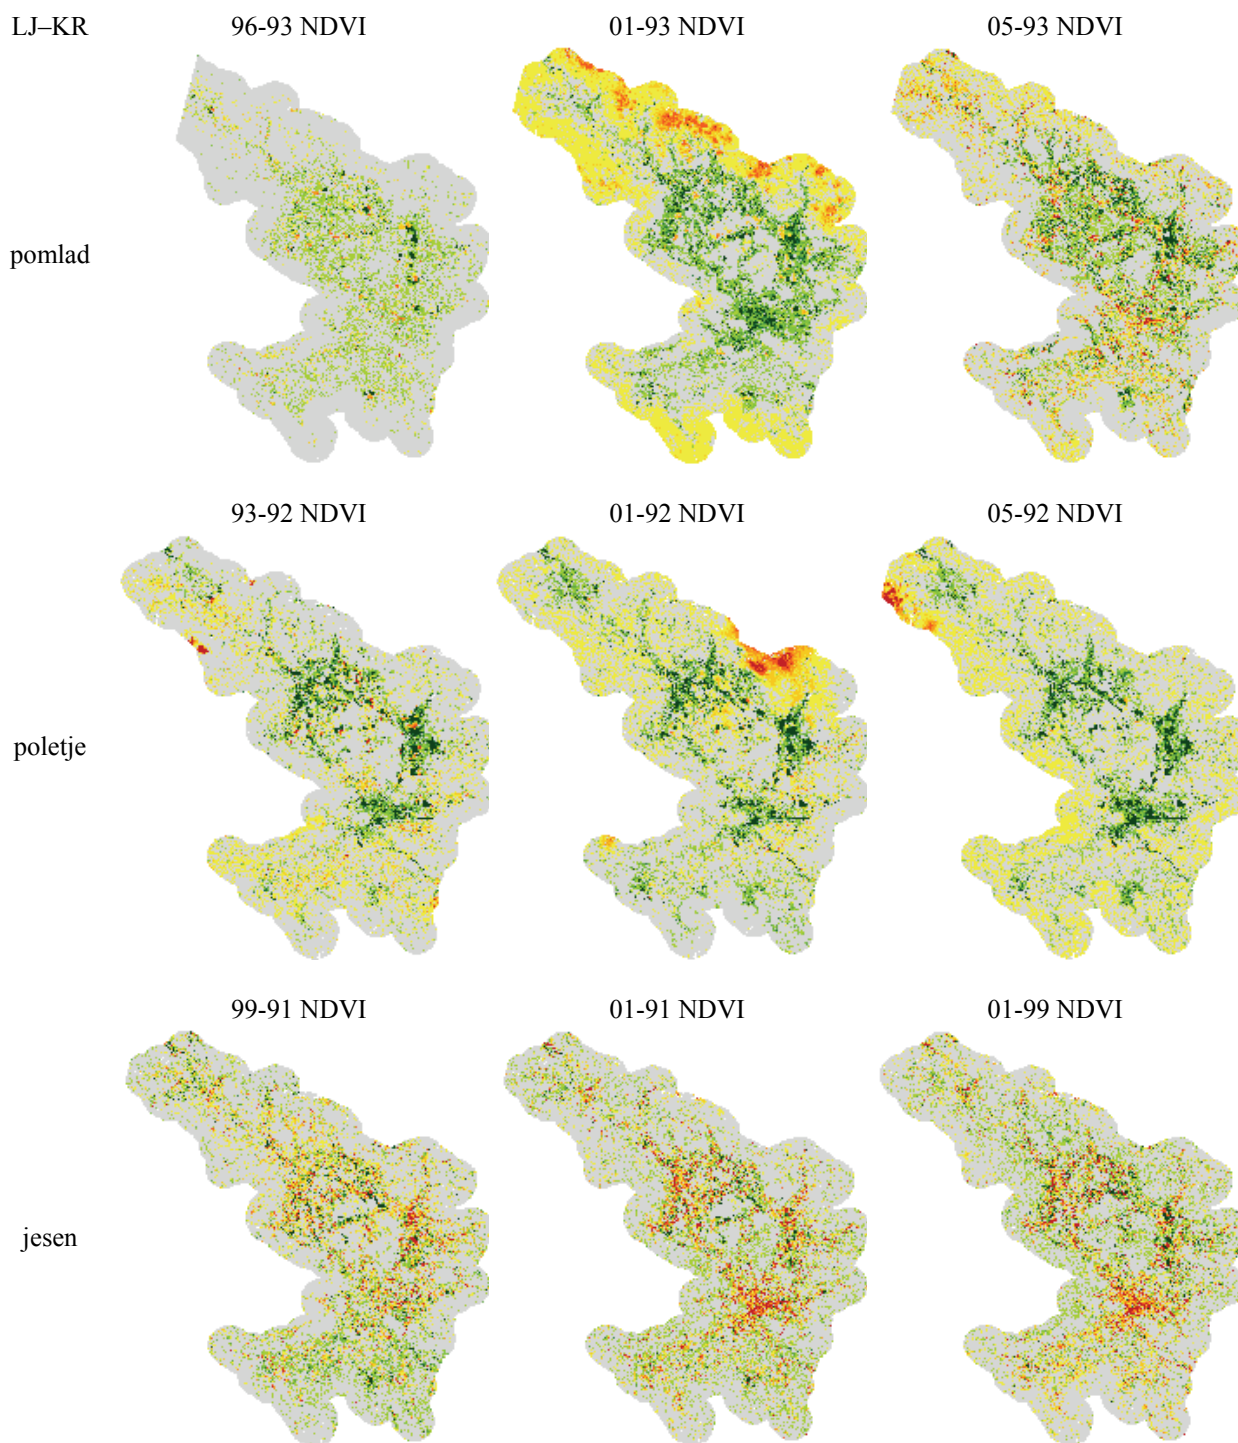 LJ–KR 96-93 NDVI 01-93 NDVI 05-93 NDVI
pomlad
93-92 NDVI 01-92 NDVI 05-92 NDVI
poletje
99-91 NDVI 01-91 NDVI 01-99 NDVI
jesen